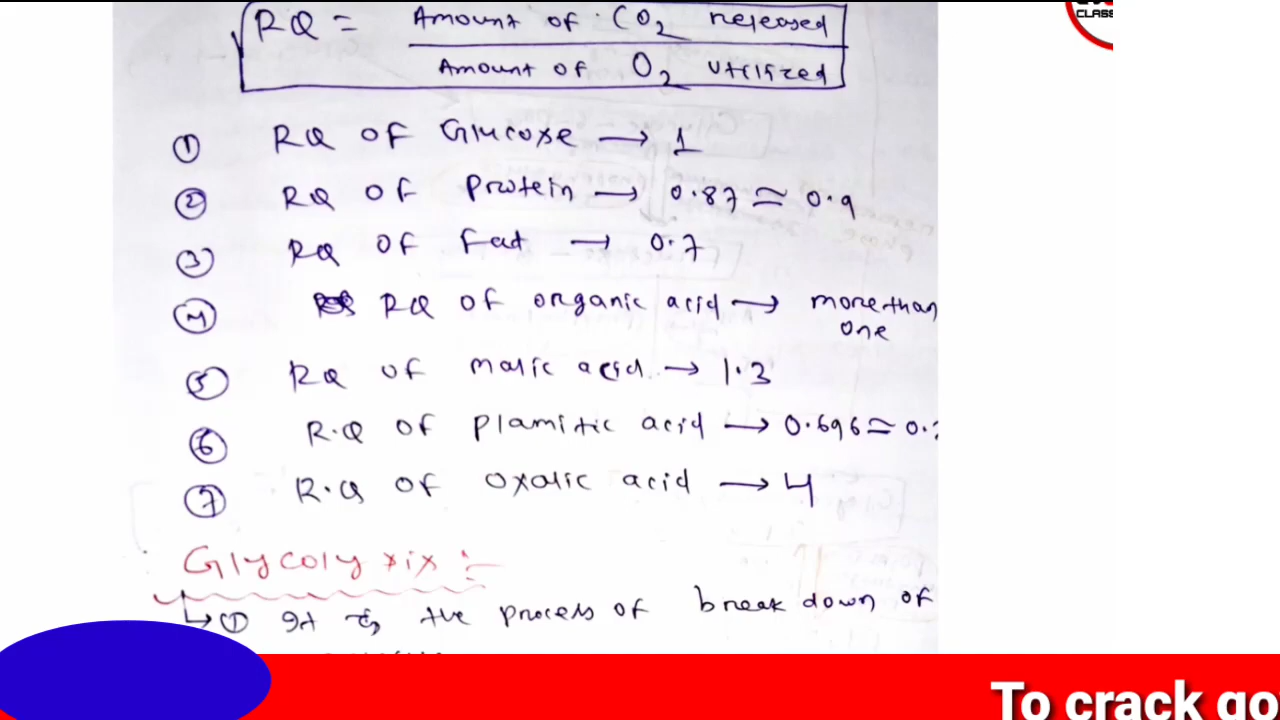 CLASS
RQ = Amount of CO2 released
Amount of O2 utilized
① RQ of Glucose → 1
② RQ of protein → 0.87 ≃ 0.9
③ RQ of fat → 0.7
④ RQ of organic acid → more than
one
⑤ RQ of malic acid → 1.3
⑥ R.Q of plamitic acid → 0.696 ≃ 0.
⑦ R.Q of oxalic acid → 4
Glycolysis :-
↳ ① It is the process of break down of
To crack go